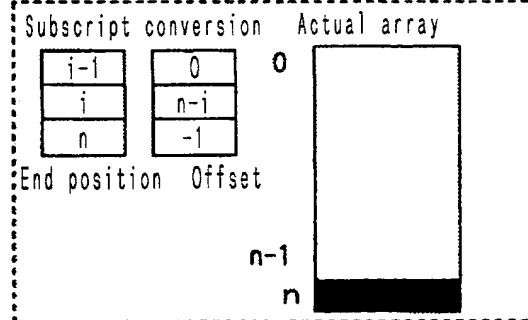 Subscript conversion
Actual array
i-1 0
i n-i
n -1
End position Offset
0
n-1
n